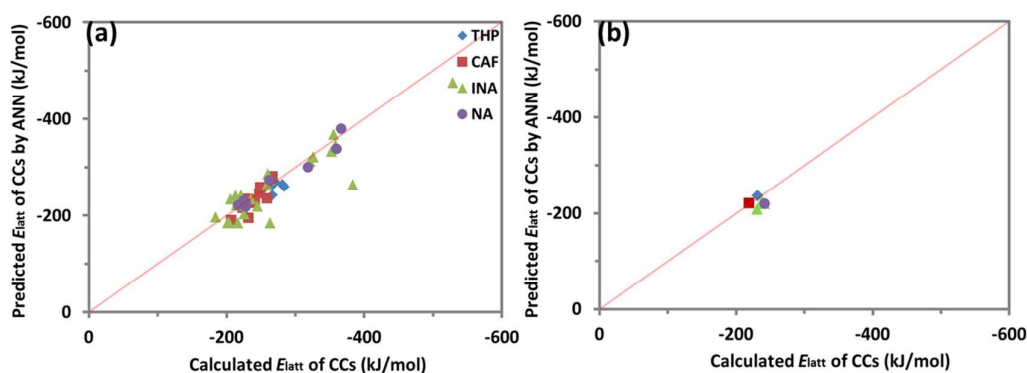 (a)
Predicted Elatt of CCs by ANN (kJ/mol)
-600
-400
-200
0
THP
CAF
INA
NA
0
-200
-400
-600
Calculated Elatt of CCs (kJ/mol)
(b)
Predicted Elatt of CCs by ANN (kJ/mol)
-600
-400
-200
0
0
-200
-400
-600
Calculated Elatt of CCs (kJ/mol)